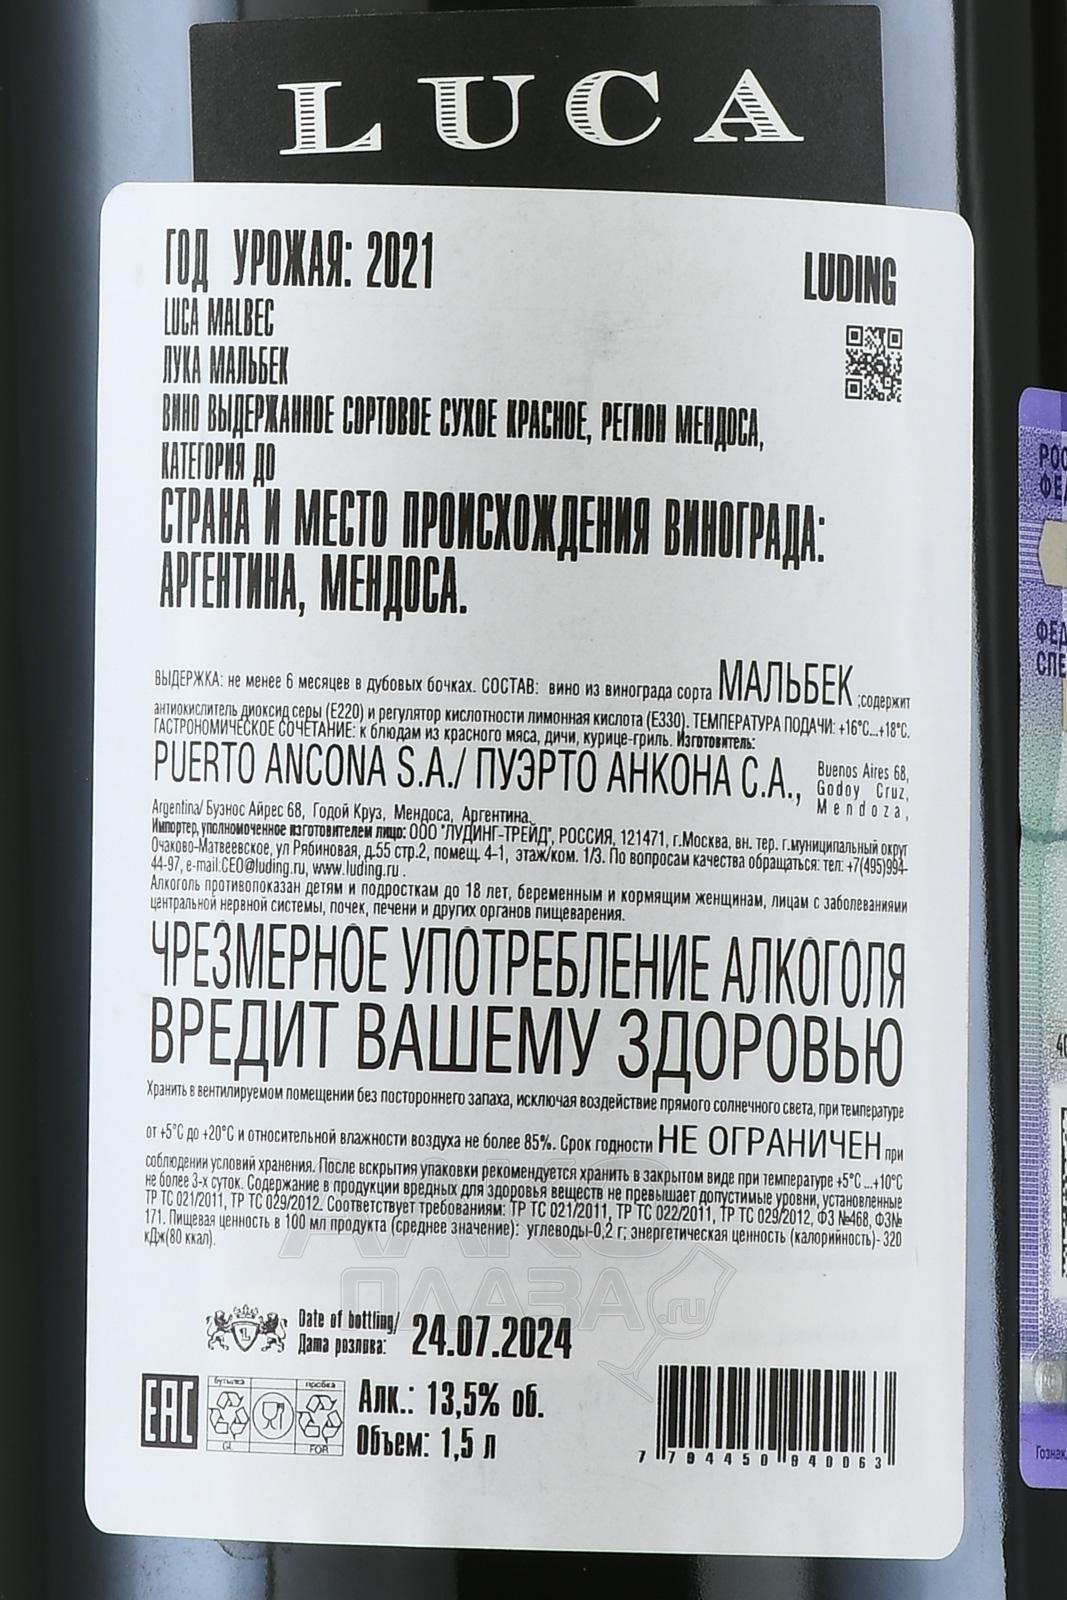 LUCA
ГОД УРОЖАЯ: 2021
LUDING
LUCA MALBEC
ЛУКА МАЛЬБЕК
ВИНО ВЫДЕРЖАННОЕ СОРТОВОЕ СУХОЕ КРАСНОЕ, РЕГИОН МЕНДОСА,
КАТЕГОРИЯ ДО
СТРАНА И МЕСТО ПРОИСХОЖДЕНИЯ ВИНОГРАДА:
АРГЕНТИНА, МЕНДОСА.
ВЫДЕРЖКА: не менее 6 месяцев в дубовых бочках. СОСТАВ: вино из винограда сорта МАЛЬБЕК ;содержит
антиокислитель диоксид серы (Е220) и регулятор кислотности лимонная кислота (Е330). ТЕМПЕРАТУРА ПОДАЧИ: +16°С...+18°С.
ГАСТРОНОМИЧЕСКОЕ СОЧЕТАНИЕ: к блюдам из красного мяса, дичи, курице-гриль. Изготовитель:
PUERTO ANCONA S.A./ ПУЭРТО АНКОНА С.А., Buenos Aires 68,
Godoy Cruz,
Mendoza,
Argentina/ Буэнос Айрес 68, Годой Круз, Мендоса, Аргентина.
Импортер, уполномоченное изготовителем лицо: ООО "ЛУДИНГ-ТРЕЙД", РОССИЯ, 121471, г.Москва, вн. тер. г.муниципальный округ
Очаково-Матвеевское, ул Рябиновая, д.55 стр.2, помещ. 4-1, этаж/ком. 1/3. По вопросам качества обращаться: тел: +7(495)994-
44-97, e-mail:CEO@luding.ru, www.luding.ru .
Алкоголь противопоказан детям и подросткам до 18 лет, беременным и кормящим женщинам, лицам с заболеваниями
центральной нервной системы, почек, печени и других органов пищеварения.
ЧРЕЗМЕРНОЕ УПОТРЕБЛЕНИЕ АЛКОГОЛЯ
ВРЕДИТ ВАШЕМУ ЗДОРОВЬЮ
Хранить в вентилируемом помещении без постороннего запаха, исключая воздействие прямого солнечного света, при температуре
от +5°С до +20°С и относительной влажности воздуха не более 85%. Срок годности НЕ ОГРАНИЧЕН при
соблюдении условий хранения. После вскрытия упаковки рекомендуется хранить в закрытом виде при температуре +5°С ...+10°С
не более 3-х суток. Содержание в продукции вредных для здоровья веществ не превышает допустимые уровни, установленные
ТР ТС 021/2011, ТР ТС 029/2012. Соответствует требованиям: ТР ТС 021/2011, ТР ТС 022/2011, ТР ТС 029/2012, ФЗ №468, ФЗ№
171. Пищевая ценность в 100 мл продукта (среднее значение): углеводы-0,2 г; энергетическая ценность (калорийность)- 320
кДж(80 ккал).
АЛКО
ПЛАЗА.ru
Date of bottling/
Дата розлива: 24.07.2024
EAC
бутылка пробка
GL FOR
Алк.: 13,5% об.
Объем: 1,5 л
7 794450 940063
РОС
ФЕД
ФЕД
СПЕ
Гознак